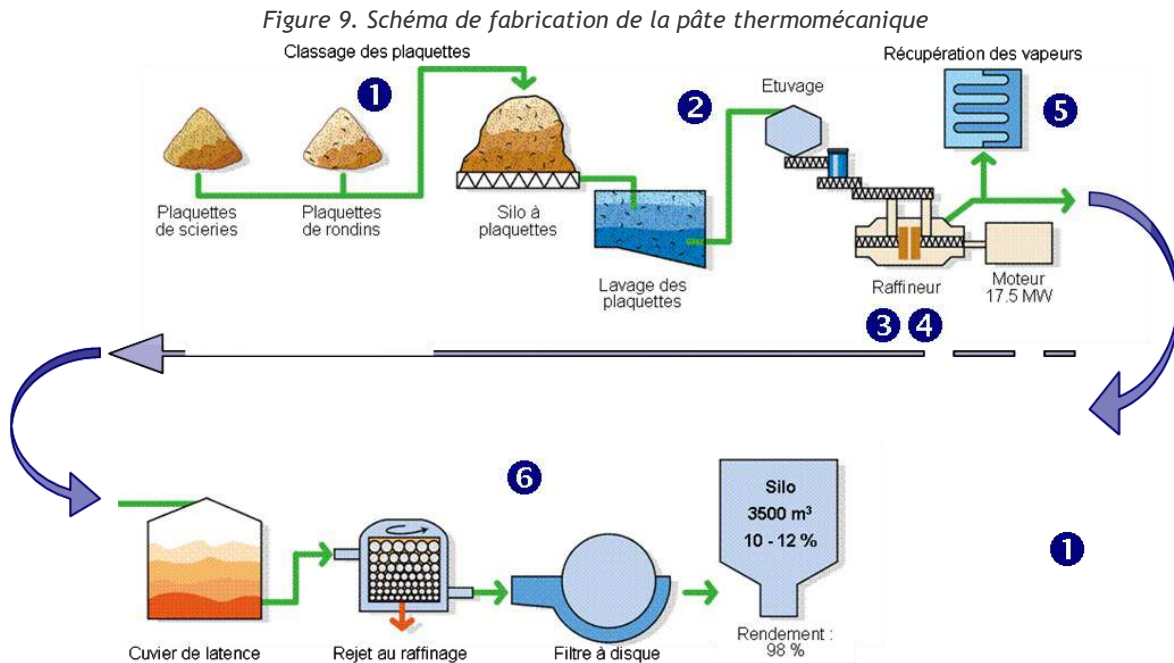 Figure 9. Schéma de fabrication de la pâte thermomécanique
Classage des plaquettes
Récupération des vapeurs
Etuvage
1
2
5
Plaquettes
de scieries
Plaquettes
de rondins
Silo à
plaquettes
Lavage des
plaquettes
Raffineur
Moteur
17.5 MW
3 4
6
Silo
3500 m³
10 - 12 %
1
Rendement :
98 %
Cuvier de latence
Rejet au raffinage
Filtre à disque